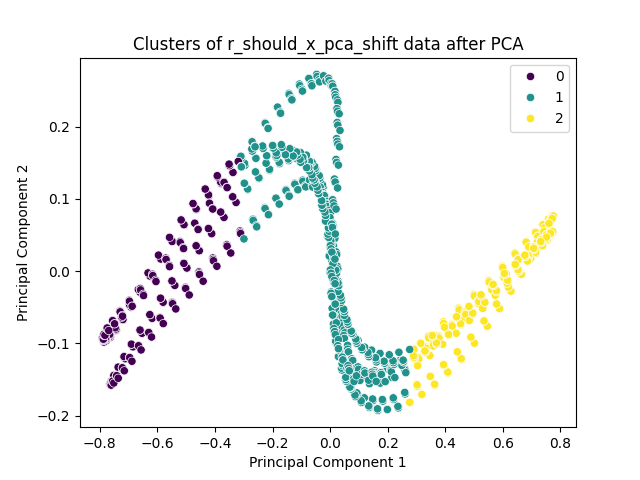 Clusters of r_should_x_pca_shift data after PCA
0
1
2
Principal Component 2
0.2
0.1
0.0
−0.1
−0.2
−0.8 −0.6 −0.4 −0.2 0.0 0.2 0.4 0.6 0.8
Principal Component 1